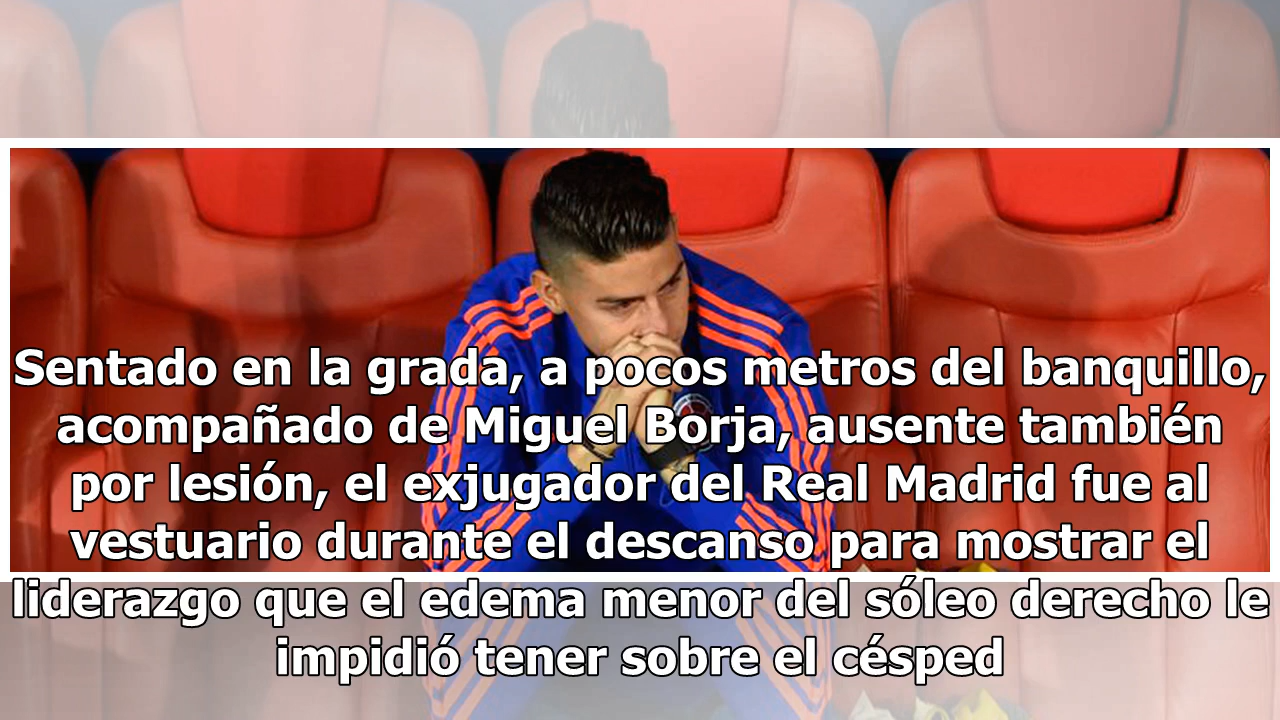 Sentado en la grada, a pocos metros del banquillo,
acompañado de Miguel Borja, ausente también
por lesión, el exjugador del Real Madrid fue al
vestuario durante el descanso para mostrar el
liderazgo que el edema menor del sóleo derecho le
impidió tener sobre el césped